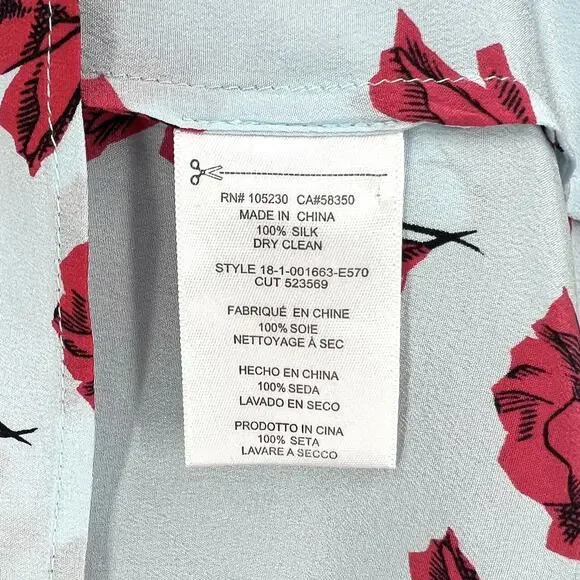 RN# 105230 CA#58350
MADE IN CHINA
100% SILK
DRY CLEAN
STYLE 18-1-001663-E570
CUT 523569
FABRIQUÉ EN CHINE
100% SOIE
NETTOYAGE À SEC
HECHO EN CHINA
100% SEDA
LAVADO EN SECO
PRODOTTO IN CINA
100% SETA
LAVARE A SECCO